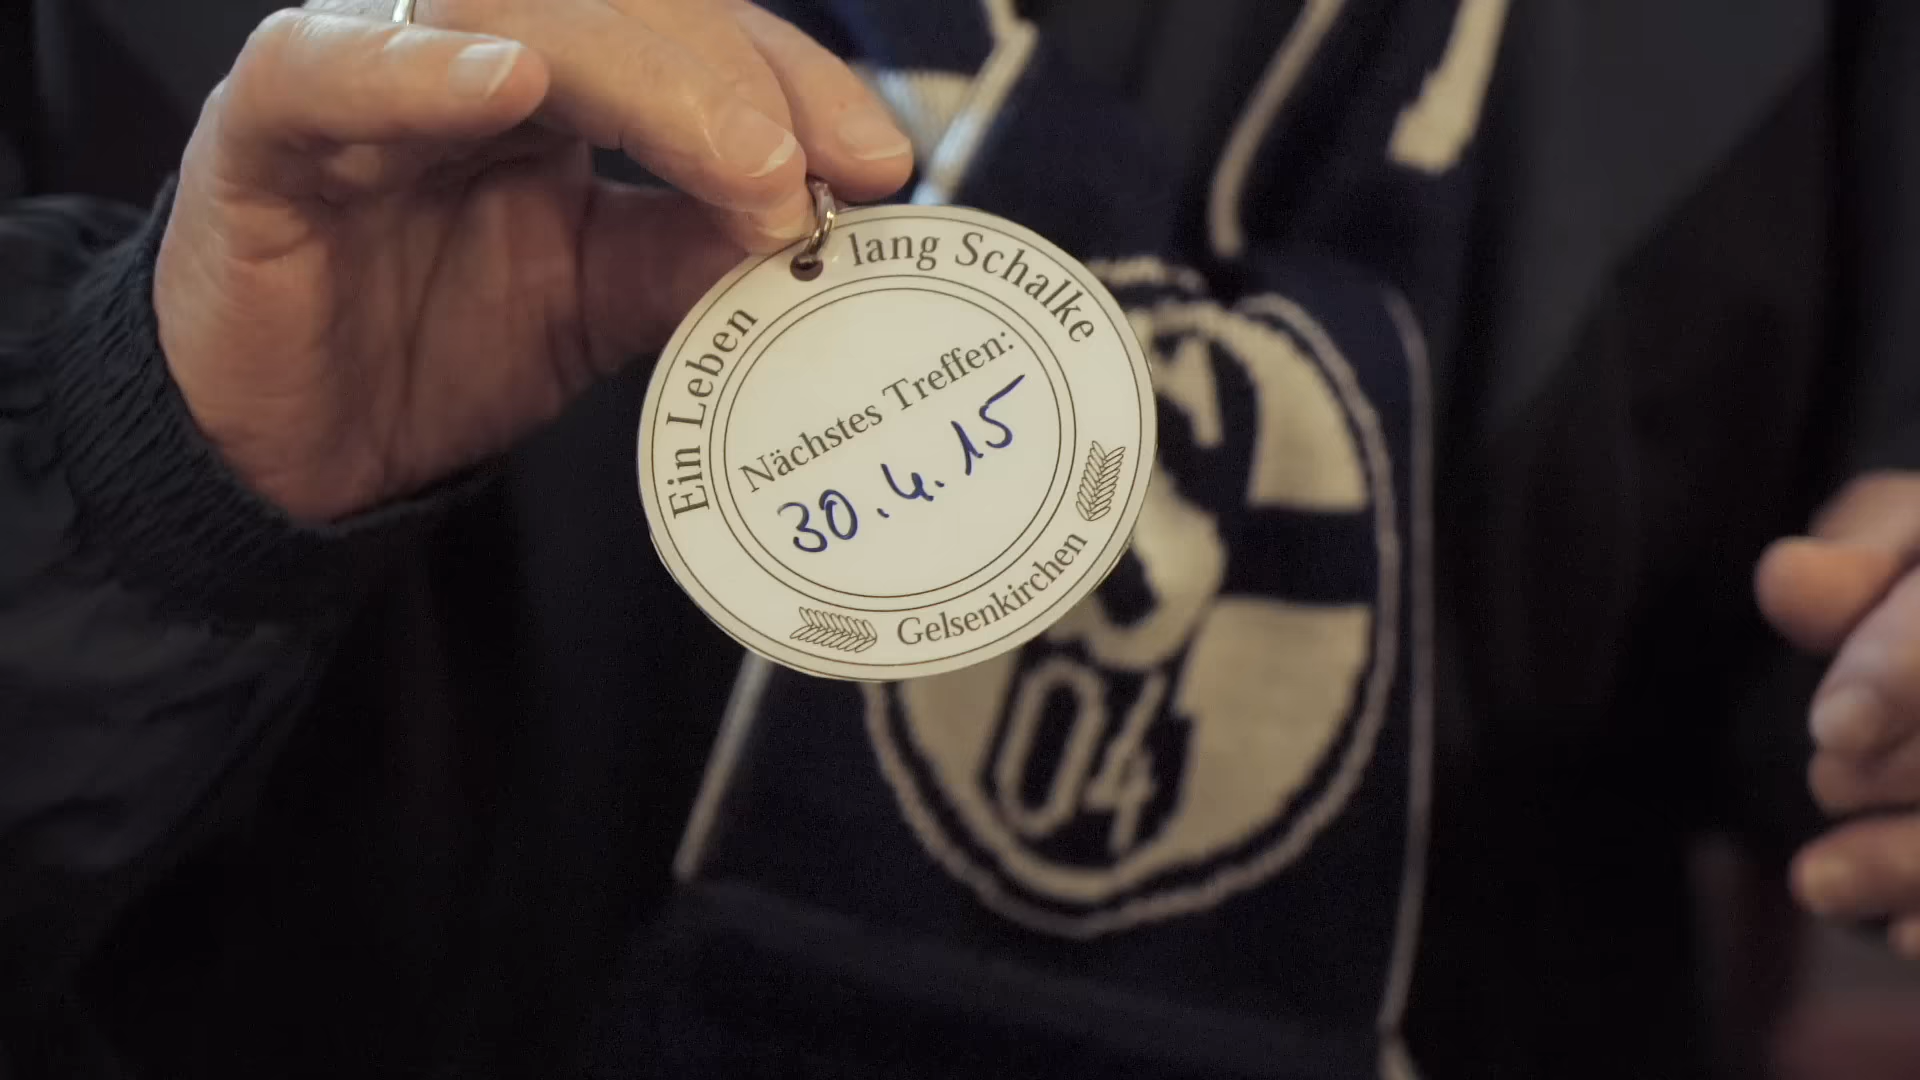 Ein Leben lang Schalke
Nächstes Treffen:
30.4.15
Gelsenkirchen
04